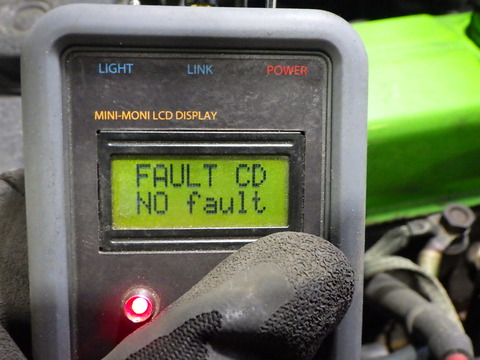 LIGHT LINK POWER
MINI-MONI LCD DISPLAY
FAULT CD
NO fault